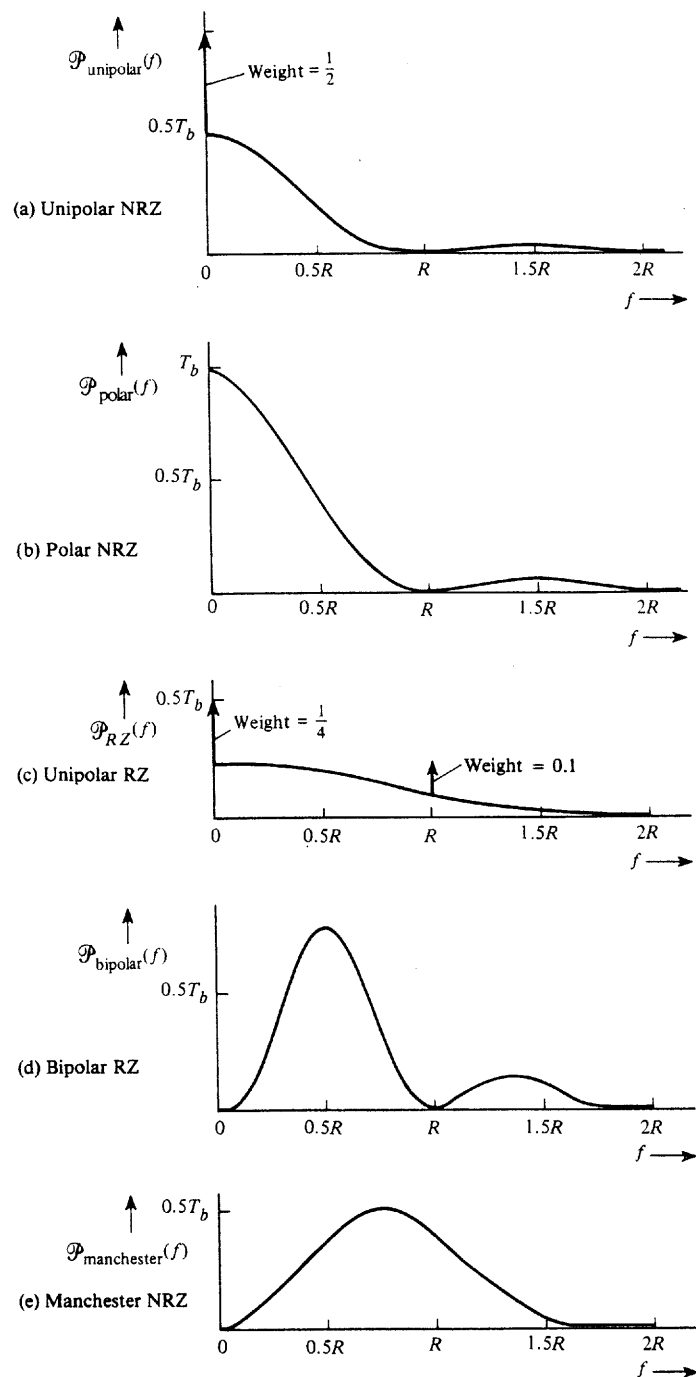 𝒫unipolar(f)
Weight = 1/2
0.5Tb
(a) Unipolar NRZ
0 0.5R R 1.5R 2R
f
Tb
𝒫polar(f)
0.5Tb
(b) Polar NRZ
0 0.5R R 1.5R 2R
f
0.5Tb
𝒫RZ(f)
Weight = 1/4
Weight = 0.1
(c) Unipolar RZ
0 0.5R R 1.5R 2R
f
𝒫bipolar(f)
0.5Tb
(d) Bipolar RZ
0 0.5R R 1.5R 2R
f
0.5Tb
𝒫manchester(f)
(e) Manchester NRZ
0 0.5R R 1.5R 2R
f